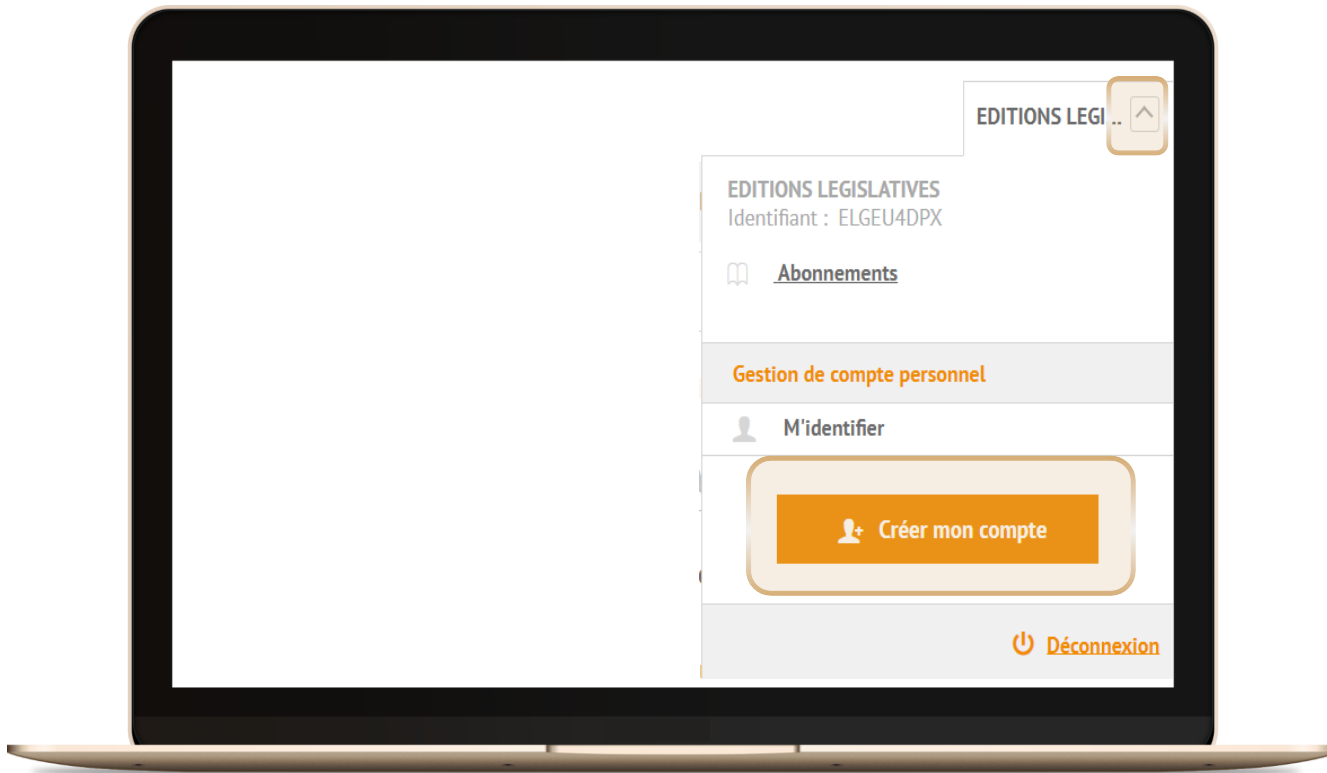 EDITIONS LEGI ..
EDITIONS LEGISLATIVES
Identifiant : ELGEU4DPX
Abonnements
Gestion de compte personnel
M'identifier
Créer mon compte
Déconnexion